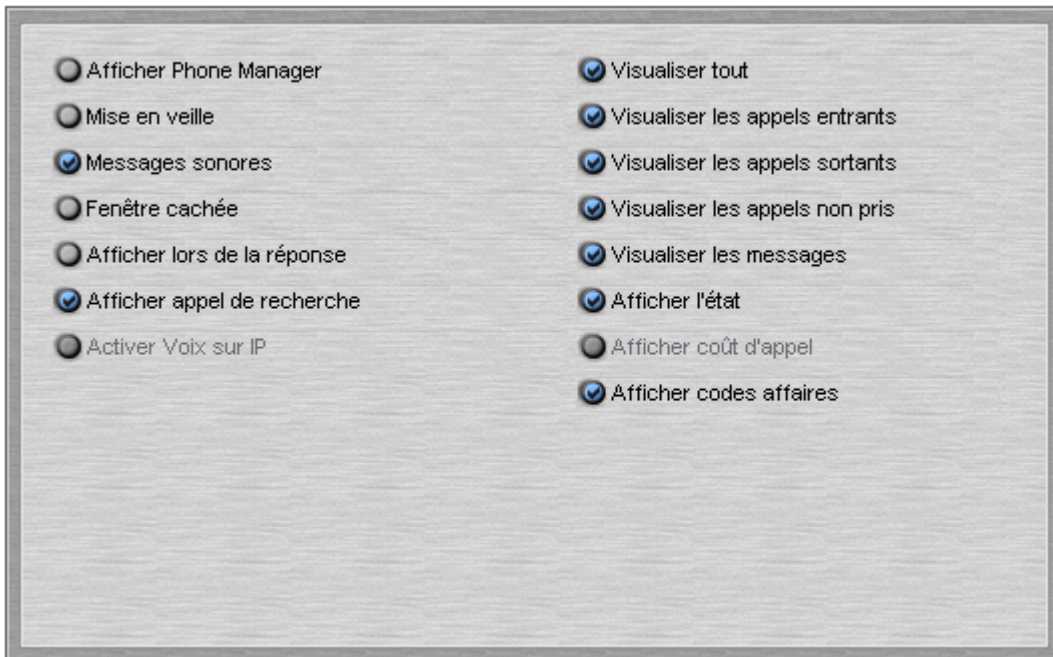 Afficher Phone Manager
Mise en veille
Messages sonores
Fenêtre cachée
Afficher lors de la réponse
Afficher appel de recherche
Activer Voix sur IP
Visualiser tout
Visualiser les appels entrants
Visualiser les appels sortants
Visualiser les appels non pris
Visualiser les messages
Afficher l'état
Afficher coût d'appel
Afficher codes affaires